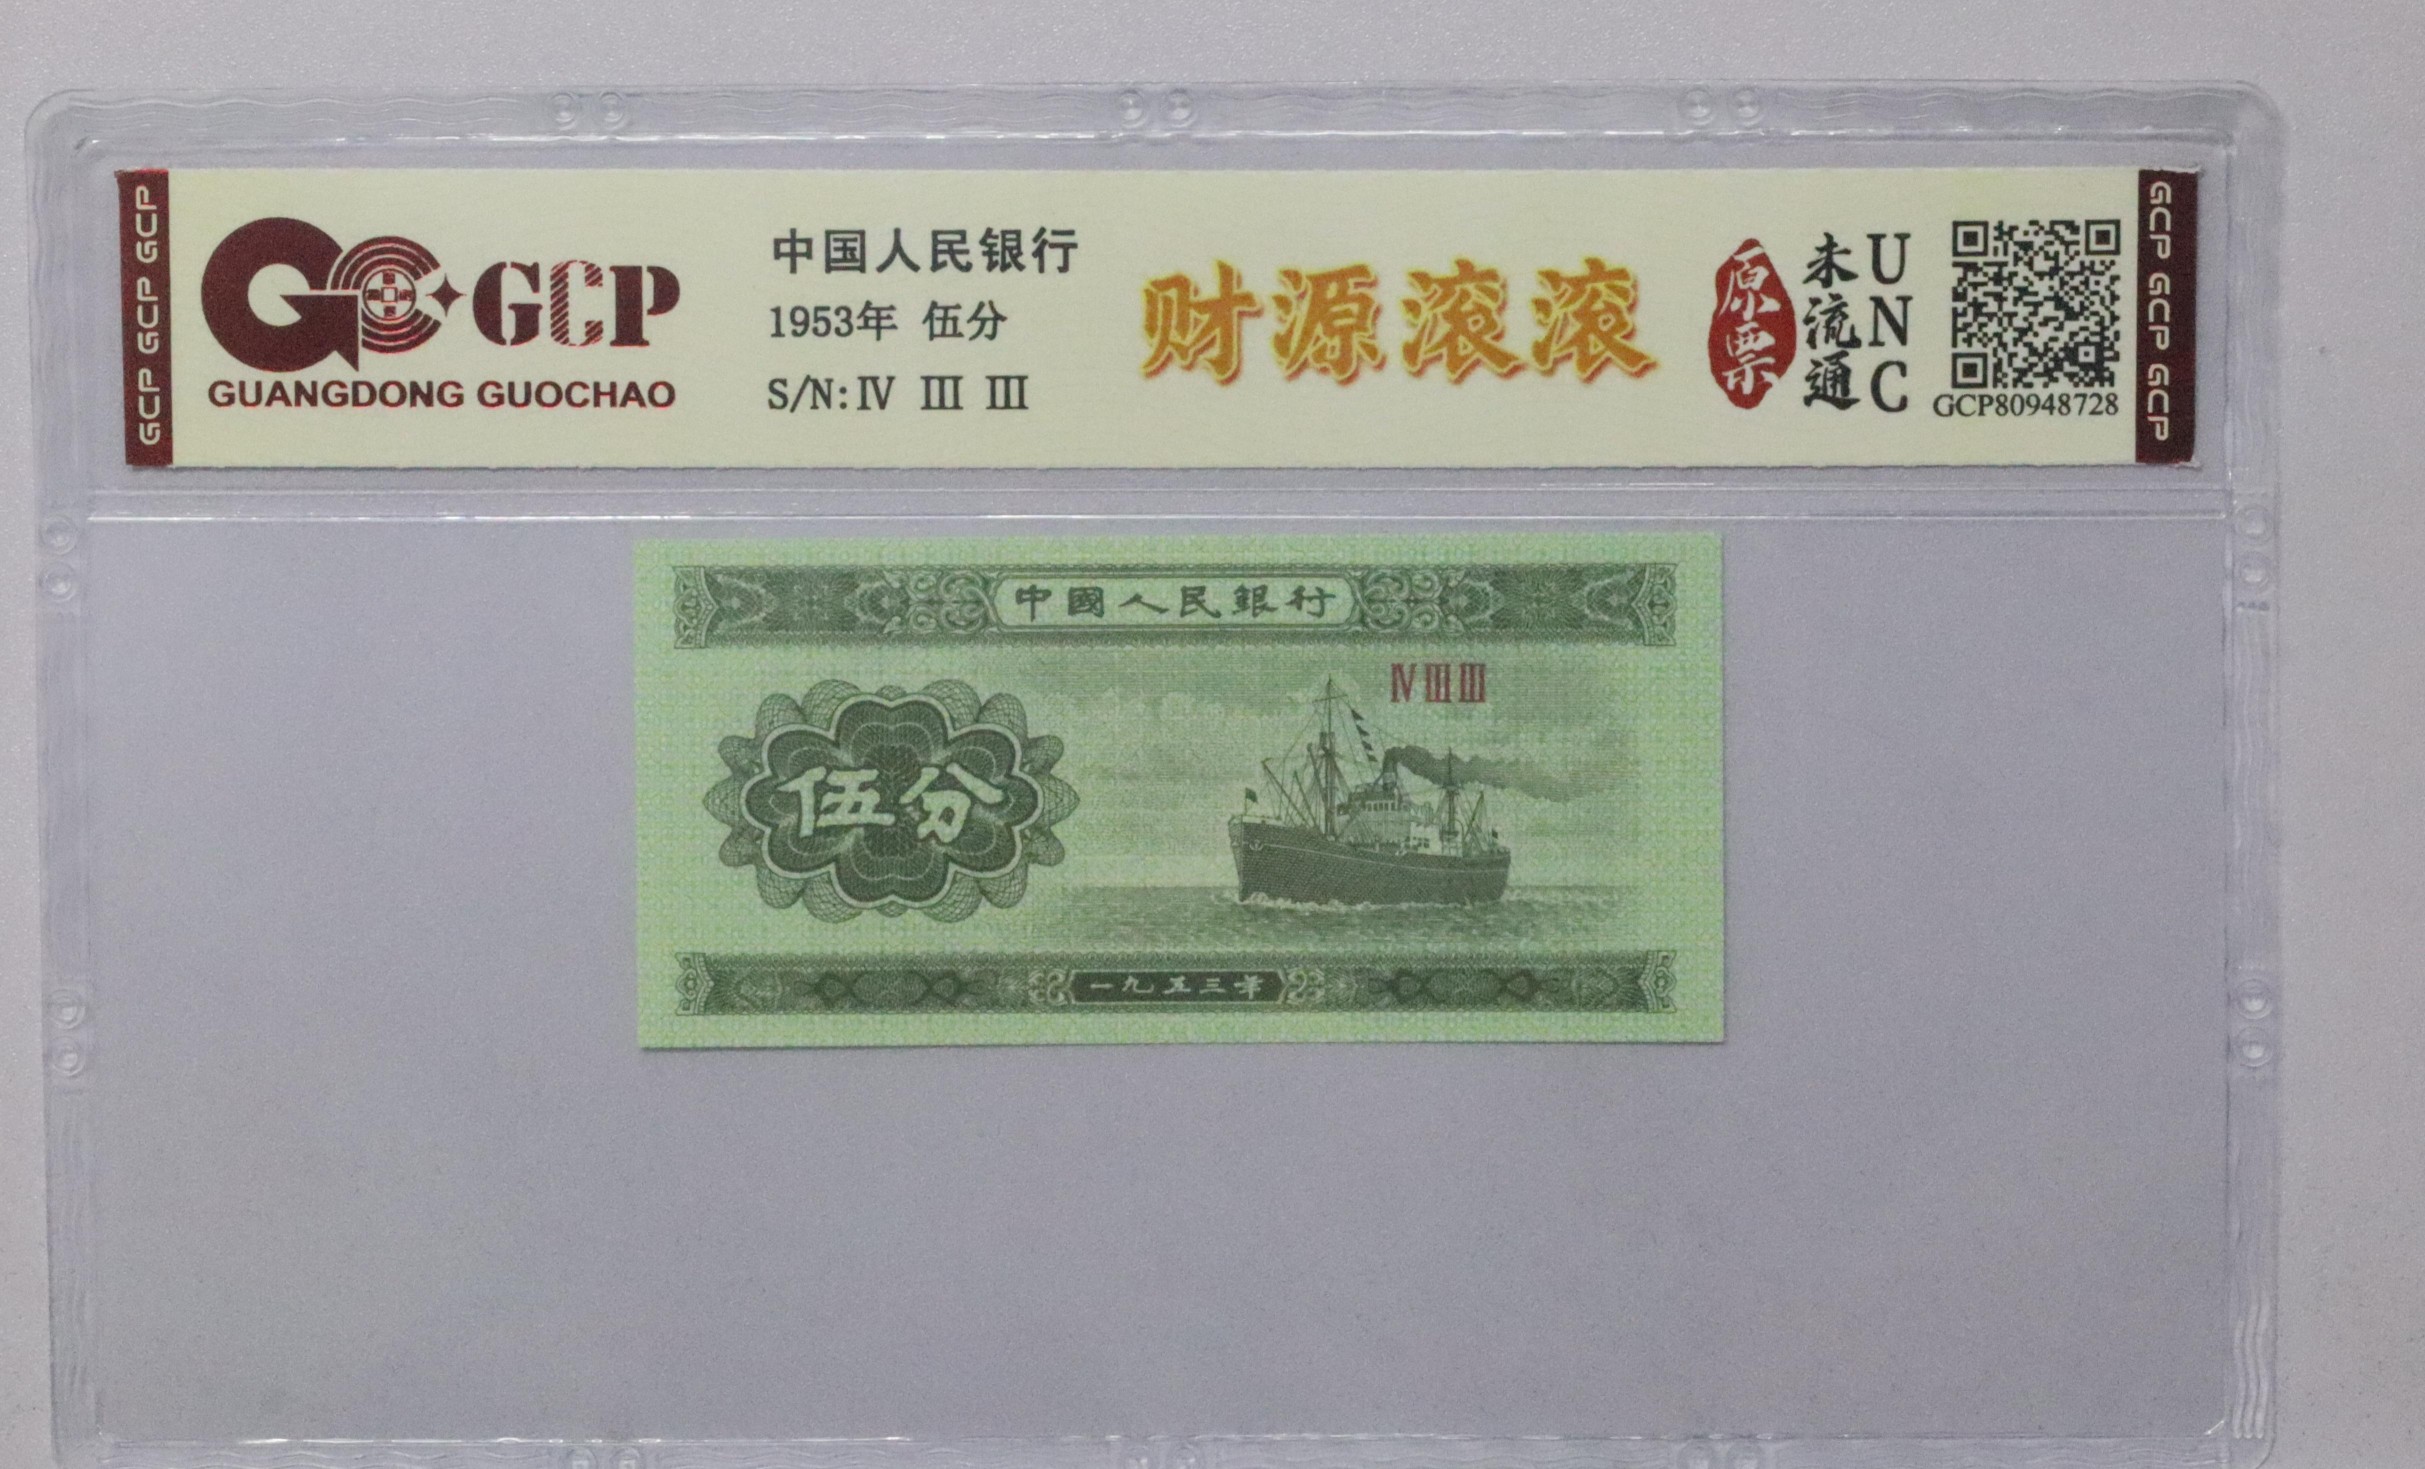 GCP GCP GCP
GCP
GUANGDONG GUOCHAO
中国人民银行
1953年 伍分
S/N: Ⅳ Ⅲ Ⅲ
财源滚滚
原票
未流通
UNC
GCP80948728
GCP GCP GCP
中國人民銀行
Ⅳ Ⅲ Ⅲ
伍分
一九五三年